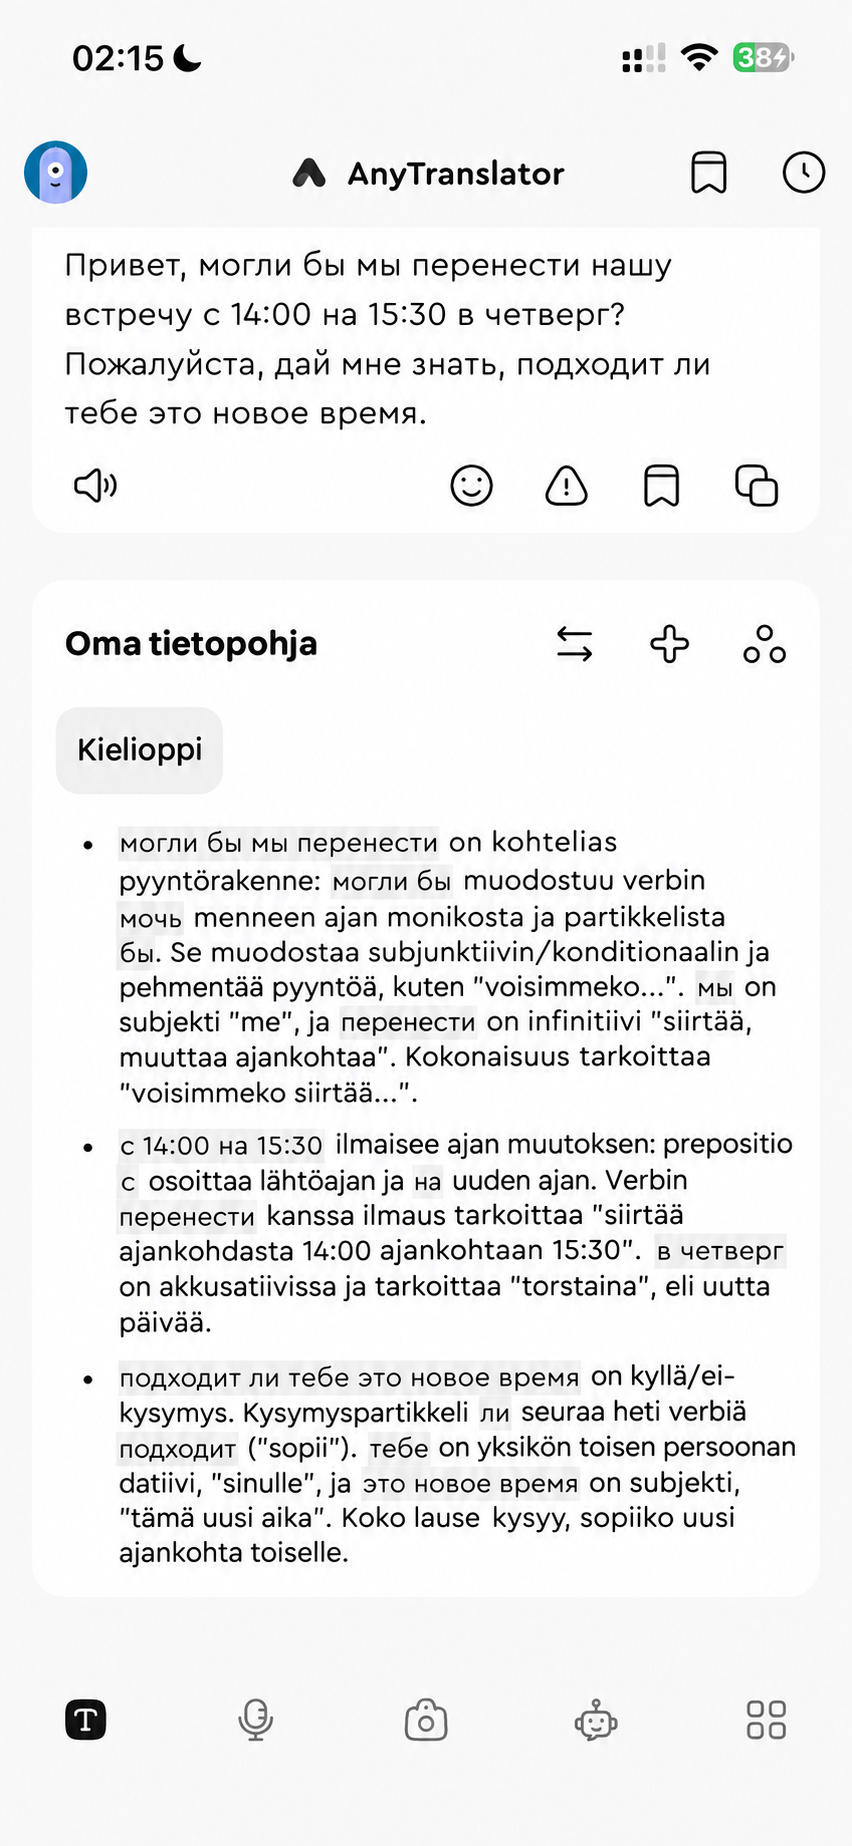 02:15
38
AnyTranslator
Привет, могли бы мы перенести нашу
встречу с 14:00 на 15:30 в четверг?
Пожалуйста, дай мне знать, подходит ли
тебе это новое время.
Oma tietopohja
Kielioppi
• могли бы мы перенести on kohtelias
pyyntörakenne: могли бы muodostuu verbin
мочь menneen ajan monikosta ja partikkelista
бы. Se muodostaa subjunktiivin/konditionaalin ja
pehmentää pyyntöä, kuten "voisimmeko...". мы on
subjekti "me", ja перенести on infinitiivi "siirtää,
muuttaa ajankohtaa". Kokonaisuus tarkoittaa
"voisimmeko siirtää...".
• с 14:00 на 15:30 ilmaisee ajan muutoksen: prepositio
с osoittaa lähtöajan ja на uuden ajan. Verbin
перенести kanssa ilmaus tarkoittaa "siirtää
ajankohdasta 14:00 ajankohtaan 15:30". в четверг
on akkusatiivissa ja tarkoittaa "torstaina", eli uutta
päivää.
• подходит ли тебе это новое время on kyllä/ei-
kysymys. Kysymyspartikkeli ли seuraa heti verbiä
подходит ("sopii"). тебе on yksikön toisen persoonan
datiivi, "sinulle", ja это новое время on subjekti,
"tämä uusi aika". Koko lause kysyy, sopiiko uusi
ajankohta toiselle.
T